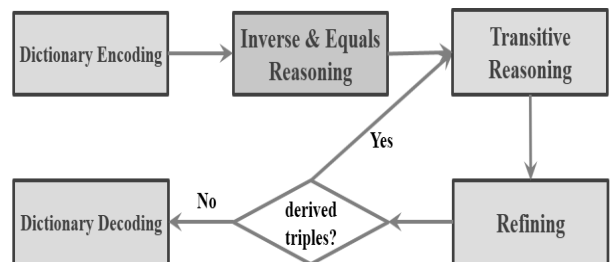 Dictionary Encoding
Inverse & Equals
Reasoning
Transitive
Reasoning
Yes
No
Dictionary Decoding
derived
triples?
Refining